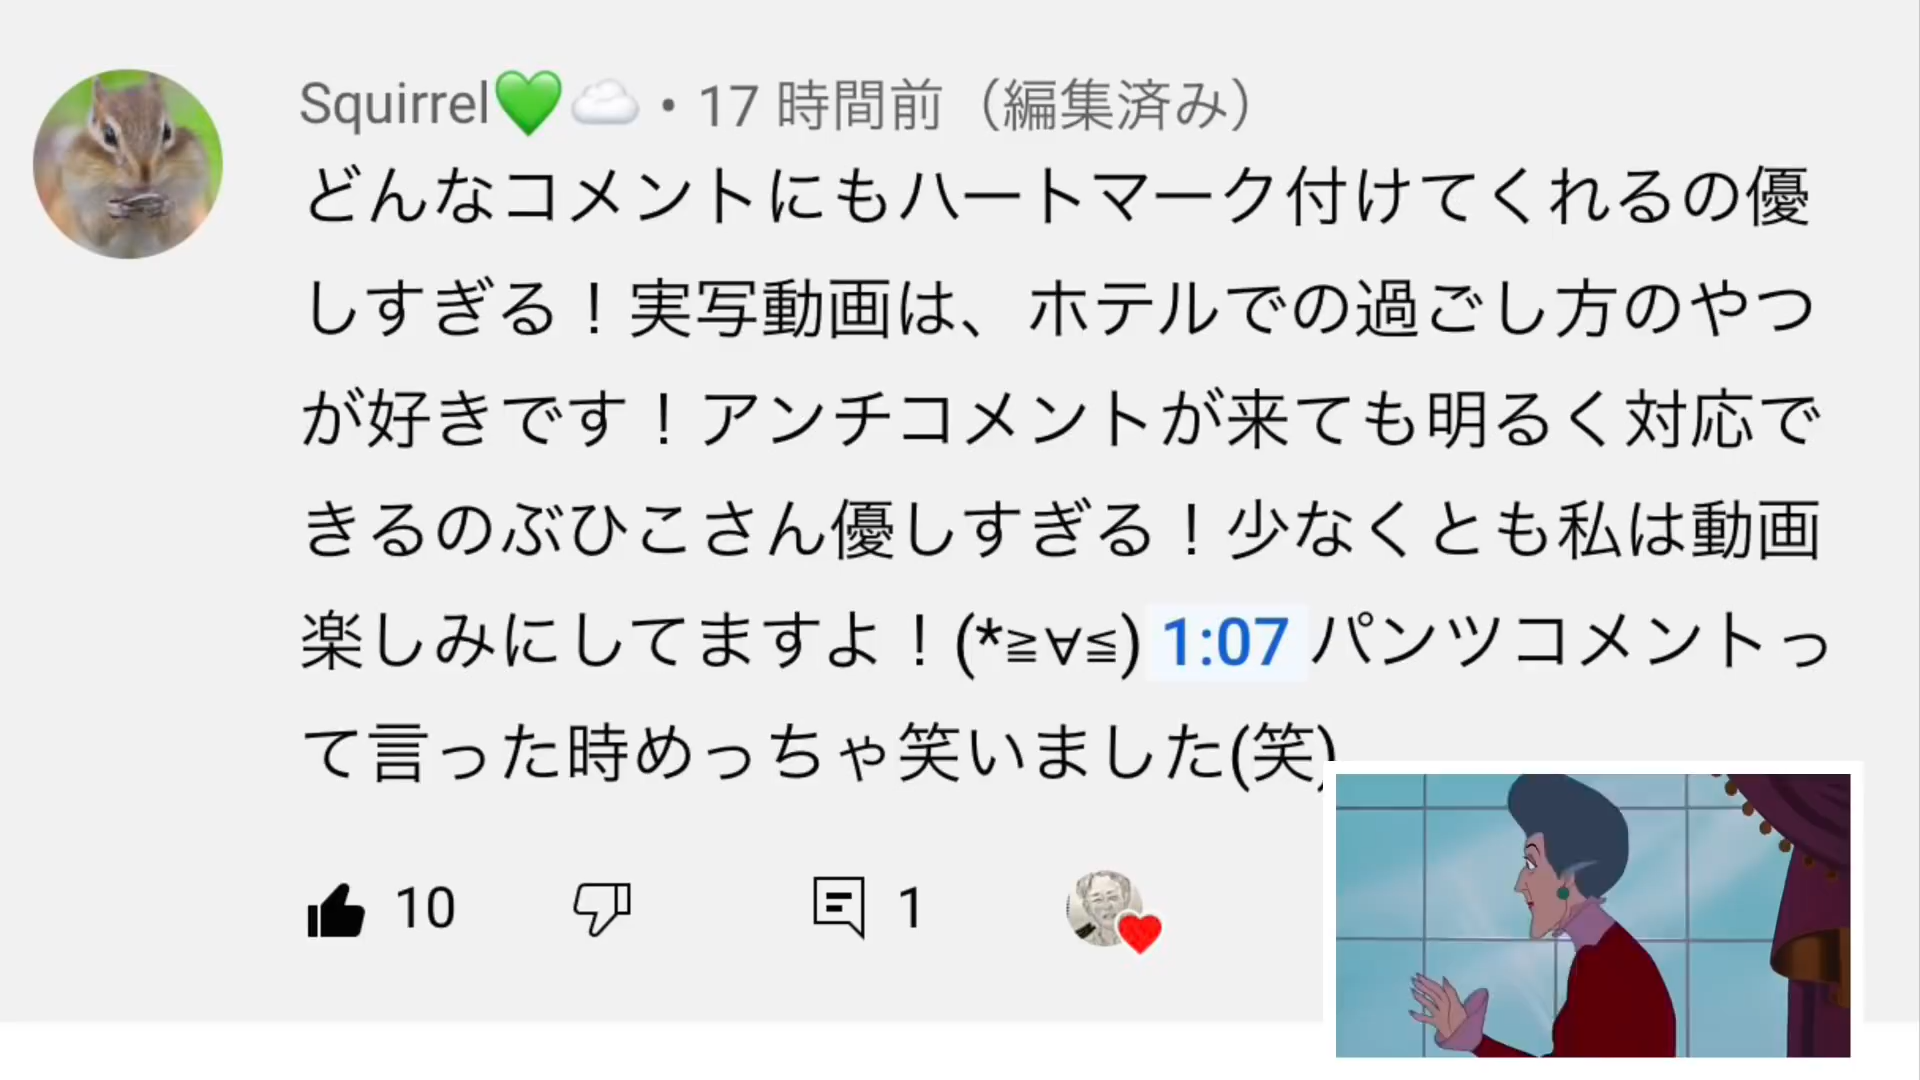 Squirrel💚☁️・17 時間前（編集済み）
どんなコメントにもハートマーク付けてくれるの優
しすぎる！実写動画は、ホテルでの過ごし方のやつ
が好きです！アンチコメントが来ても明るく対応で
きるのぶひこさん優しすぎる！少なくとも私は動画
楽しみにしてますよ！(*≧∀≦) 1:07 パンツコメントっ
て言った時めっちゃ笑いました(笑)
10 1